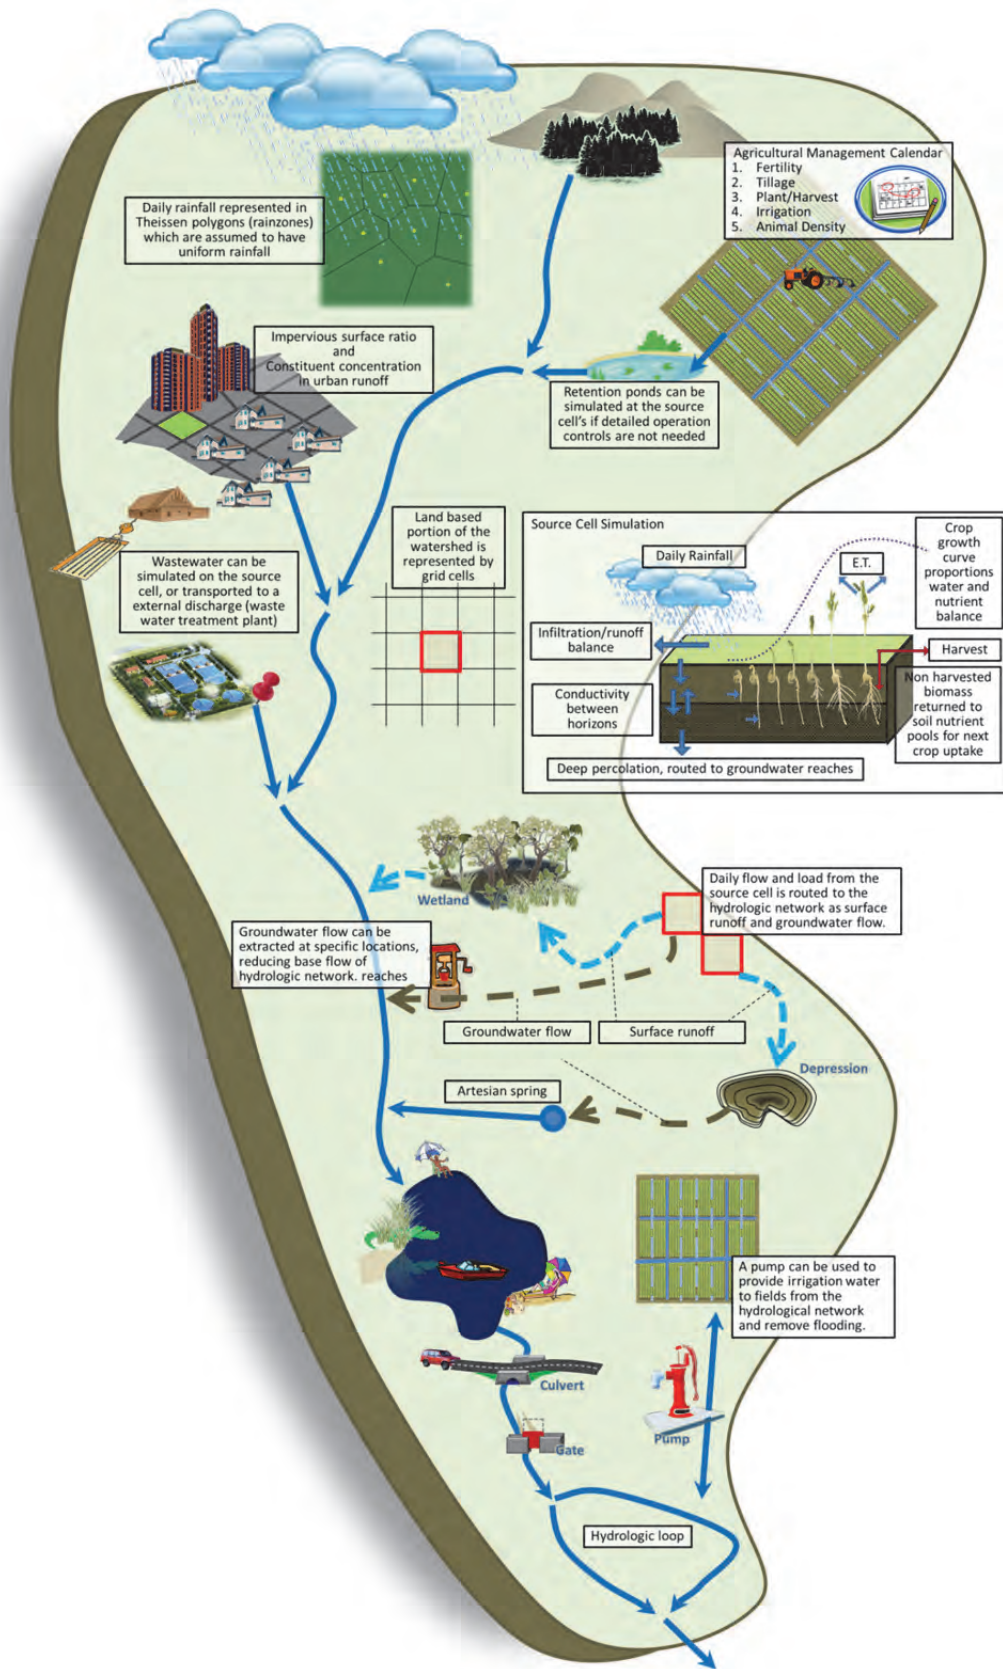 Agricultural Management Calendar
1. Fertility
2. Tillage
3. Plant/Harvest
4. Irrigation
5. Animal Density
Daily rainfall represented in
Theissen polygons (rainzones)
which are assumed to have
uniform rainfall
Impervious surface ratio
and
Constituent concentration
in urban runoff
Retention ponds can be
simulated at the source
cell's if detailed operation
controls are not needed
Land based
portion of the
watershed is
represented by
grid cells
Wastewater can be
simulated on the source
cell, or transported to a
external discharge (waste
water treatment plant)
Source Cell Simulation
Daily Rainfall
E.T.
Crop
growth
curve
proportions
water and
nutrient
balance
Infiltration/runoff
balance
Harvest
Conductivity
between
horizons
Non harvested
biomass
returned to
soil nutrient
pools for next
crop uptake
Deep percolation, routed to groundwater reaches
Wetland
Daily flow and load from the
source cell is routed to the
hydrologic network as surface
runoff and groundwater flow.
Groundwater flow can be
extracted at specific locations,
reducing base flow of
hydrologic network. reaches
Groundwater flow
Surface runoff
Depression
Artesian spring
A pump can be used to
provide irrigation water
to fields from the
hydrological network
and remove flooding.
Culvert
Gate
Pump
Hydrologic loop